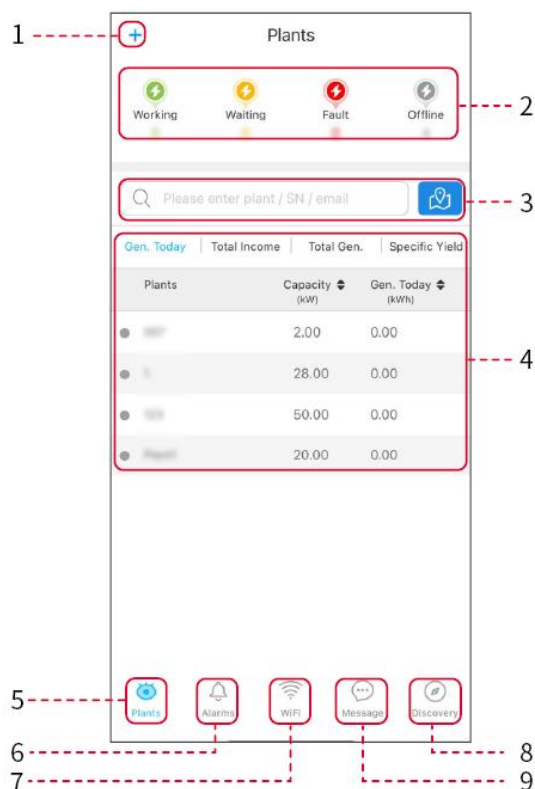 1
Plants
Working Waiting Fault Offline
2
Please enter plant / SN / email
3
Gen. Today | Total Income | Total Gen. | Specific Yield
Plants Capacity Gen. Today
(kW) (kWh)
2.00 0.00
28.00 0.00
4
50.00 0.00
20.00 0.00
5
Plants Alarms WiFi Message Discovery
6 8
7 9